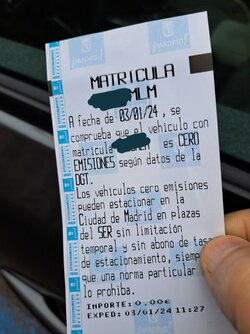 ¡MADRID!
¡MADRID!
MATRICULA
MLM
A fecha de 03/01/24, se
comprueba que el vehículo con
matrícula es CERO
EMISIONES según datos de la
DGT.
Los vehículos cero emisiones
pueden estacionar en la
Ciudad de Madrid en plazas
del SER sin limitación
temporal y sin abono de tasa
de estacionamiento, siempre
que una norma particular
lo prohiba.
IMPORTE: 0.00€
EXPED: 03/01/24 11:27